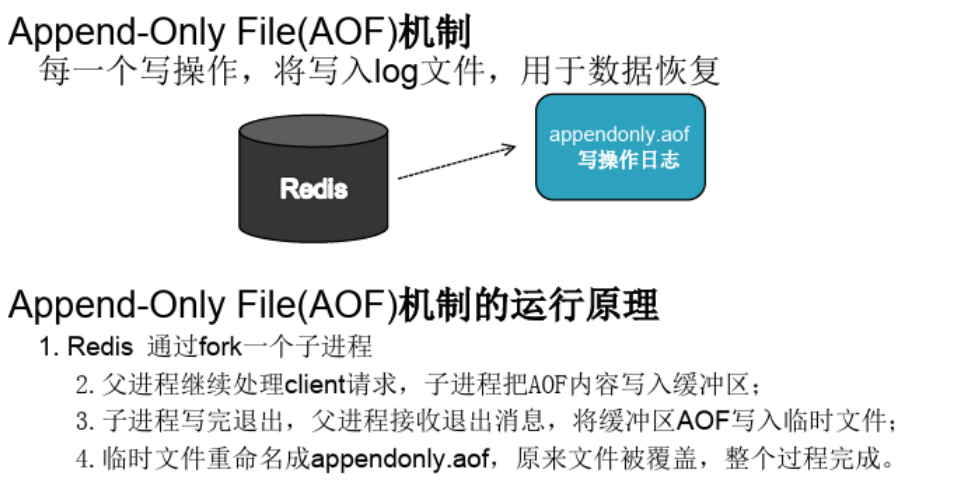 Append-Only File(AOF)机制
每一个写操作，将写入log文件，用于数据恢复
Redis
appendonly.aof
写操作日志
Append-Only File(AOF)机制的运行原理
1. Redis 通过fork一个子进程
2. 父进程继续处理client请求，子进程把AOF内容写入缓冲区；
3. 子进程写完退出，父进程接收退出消息，将缓冲区AOF写入临时文件；
4. 临时文件重命名成appendonly.aof，原来文件被覆盖，整个过程完成。